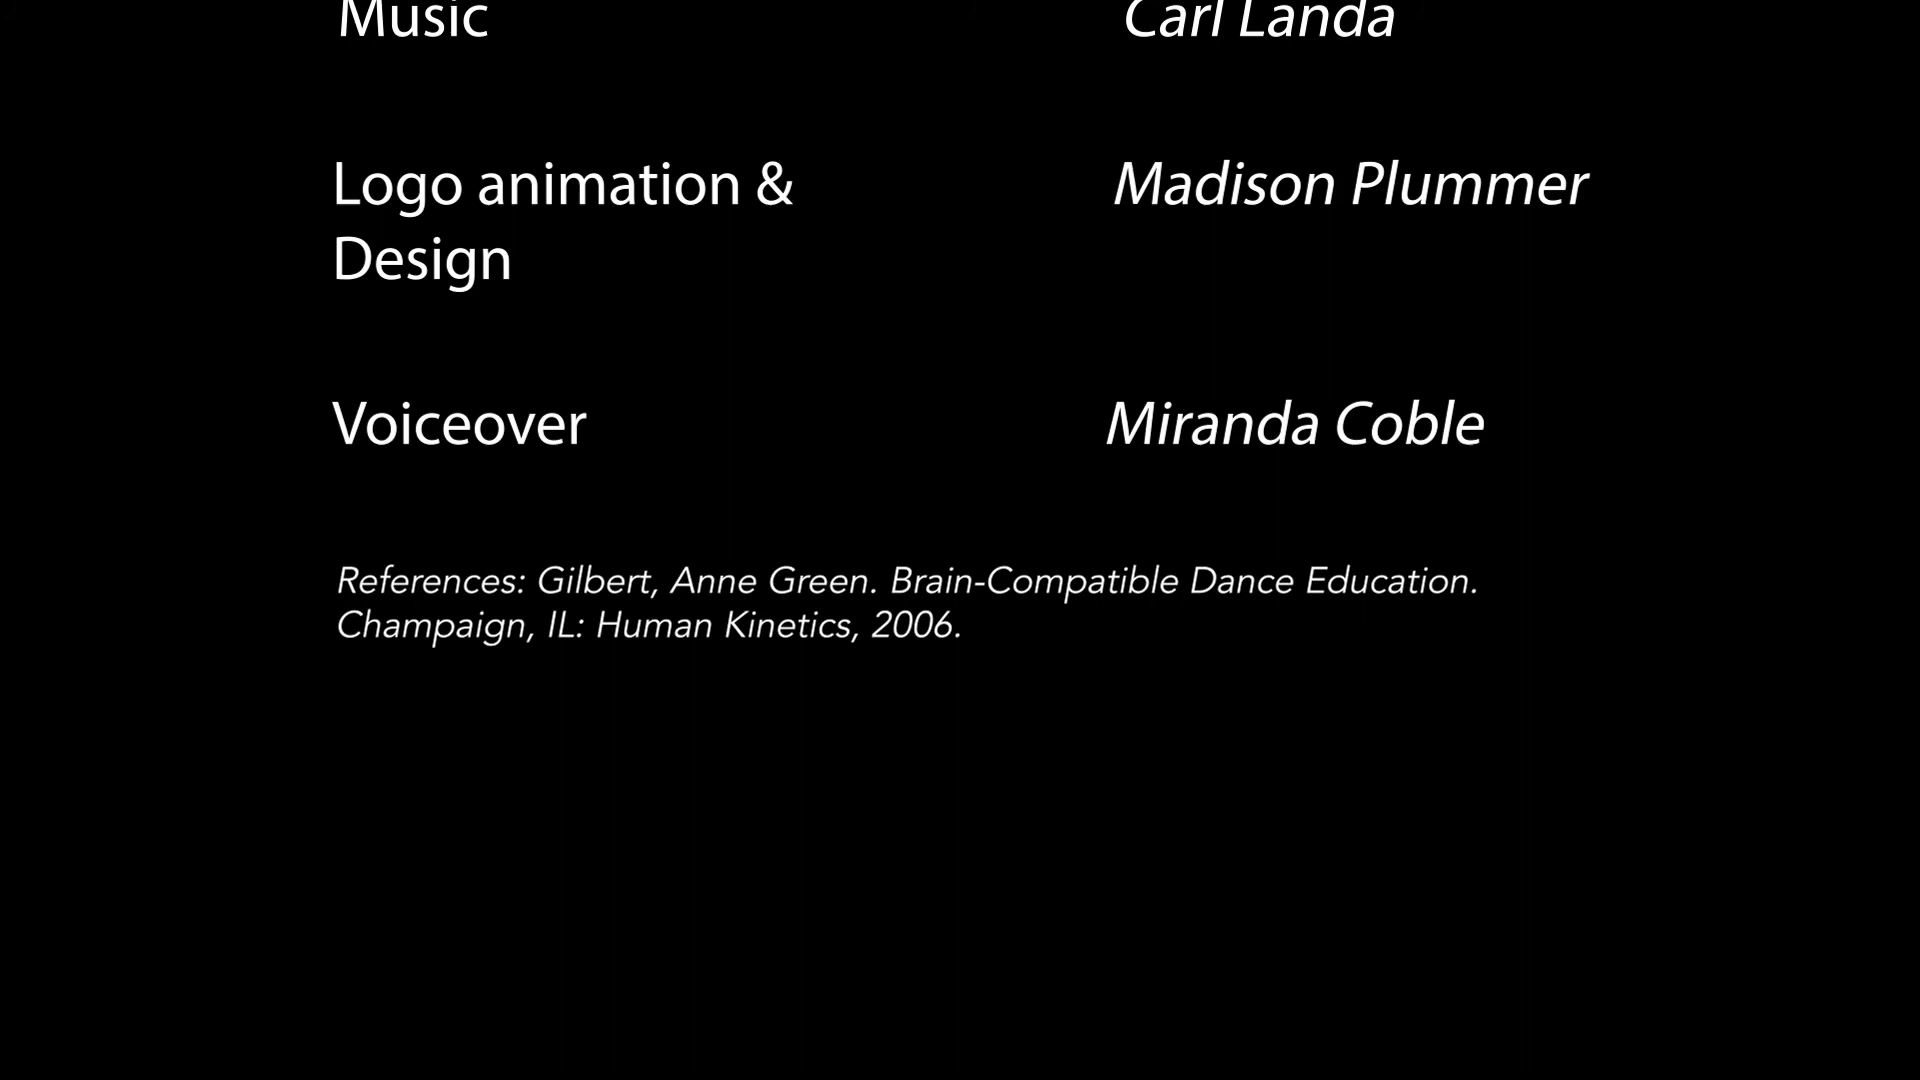 Music Carl Landa
Logo animation & Madison Plummer
Design
Voiceover Miranda Coble
References: Gilbert, Anne Green. Brain-Compatible Dance Education.
Champaign, IL: Human Kinetics, 2006.